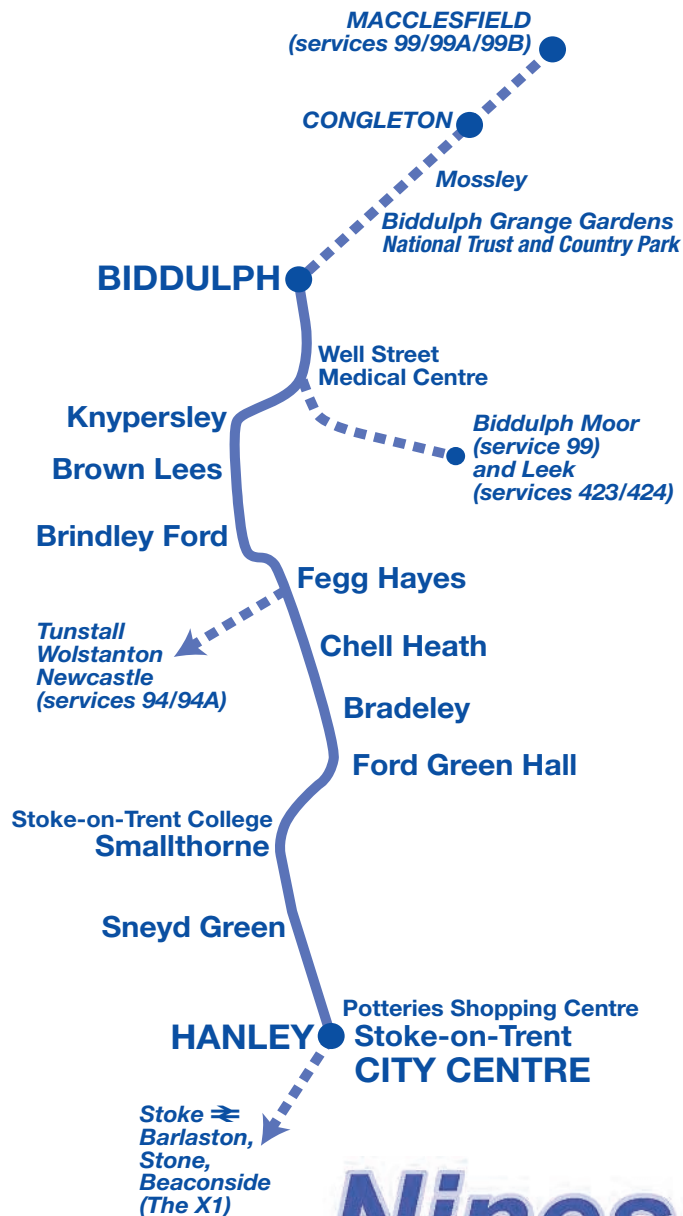 MACCLESFIELD
(services 99/99A/99B)
CONGLETON
Mossley
Biddulph Grange Gardens
National Trust and Country Park
BIDDULPH
Well Street
Medical Centre
Knypersley
Biddulph Moor
(service 99)
and Leek
(services 423/424)
Brown Lees
Brindley Ford
Fegg Hayes
Tunstall
Wolstanton
Newcastle
(services 94/94A)
Chell Heath
Bradeley
Ford Green Hall
Stoke-on-Trent College
Smallthorne
Sneyd Green
Potteries Shopping Centre
HANLEY Stoke-on-Trent
CITY CENTRE
Stoke
Barlaston,
Stone,
Beaconside
(The X1)
Nines